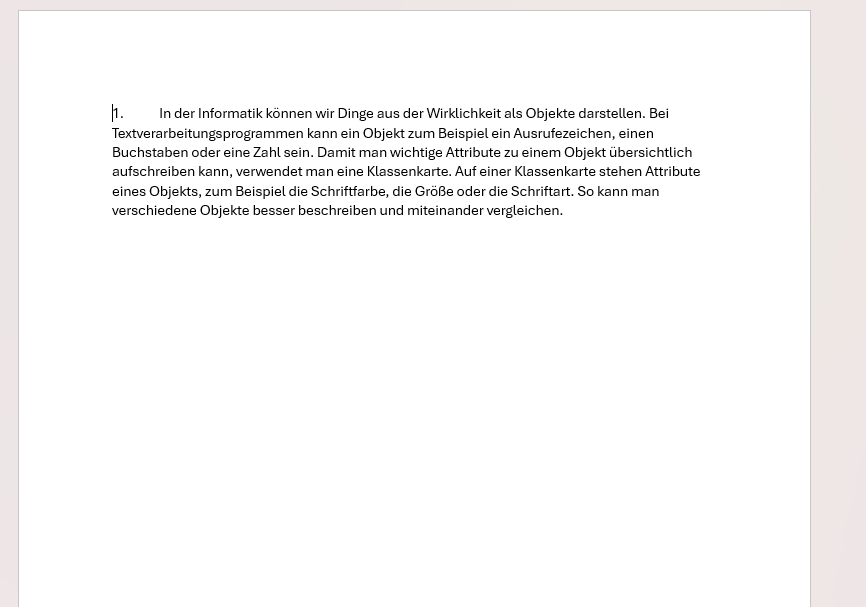 1. In der Informatik können wir Dinge aus der Wirklichkeit als Objekte darstellen. Bei
Textverarbeitungsprogrammen kann ein Objekt zum Beispiel ein Ausrufezeichen, einen
Buchstaben oder eine Zahl sein. Damit man wichtige Attribute zu einem Objekt übersichtlich
aufschreiben kann, verwendet man eine Klassenkarte. Auf einer Klassenkarte stehen Attribute
eines Objekts, zum Beispiel die Schriftfarbe, die Größe oder die Schriftart. So kann man
verschiedene Objekte besser beschreiben und miteinander vergleichen.